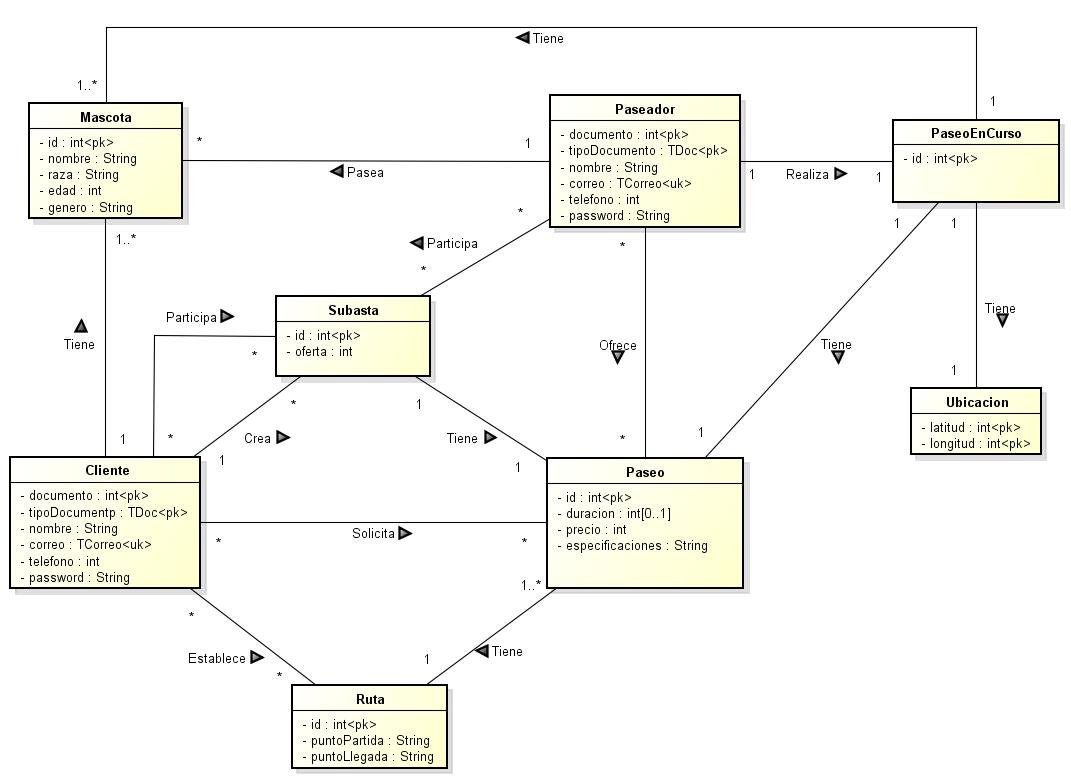 Tiene
1..*
1
Mascota
- id : int<pk>
- nombre : String
- raza : String
- edad : int
- genero : String
Paseador
- documento : int<pk>
- tipoDocumento : TDoc<pk>
- nombre : String
- correo : TCorreo<uk>
- telefono : int
- password : String
PaseoEnCurso
- id : int<pk>
*
1
Pasea
1
Realiza
1
1..*
*
Participa
*
*
1
1
Participa
*
Subasta
- id : int<pk>
- oferta : int
Tiene
Ofrece
Tiene
Tiene
1
Ubicacion
- latitud : int<pk>
- longitud : int<pk>
*
1
1
*
Crea
1
Tiene
1
*
1
Cliente
- documento : int<pk>
- tipoDocumentp : TDoc<pk>
- nombre : String
- correo : TCorreo<uk>
- telefono : int
- password : String
Paseo
- id : int<pk>
- duracion : int[0..1]
- precio : int
- especificaciones : String
*
Solicita
*
*
1..*
Establece
*
1
Tiene
Ruta
- id : int<pk>
- puntoPartida : String
- puntoLlegada : String